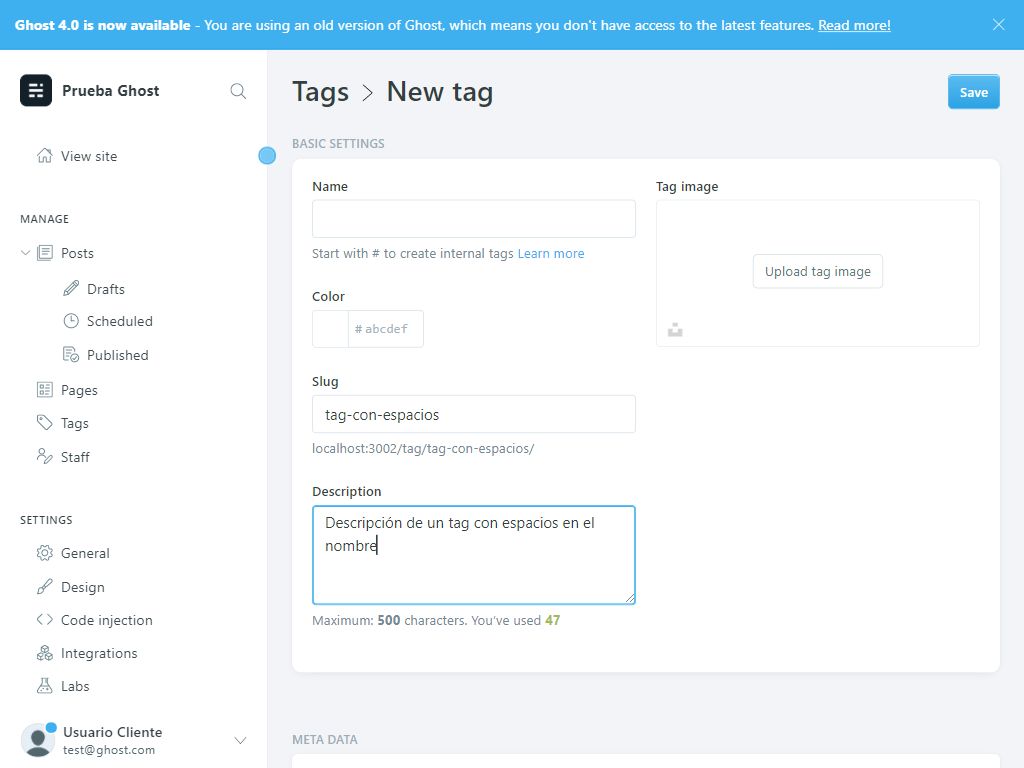 Ghost 4.0 is now available - You are using an old version of Ghost, which means you don't have access to the latest features. Read more!
Prueba Ghost
View site
MANAGE
Posts
Drafts
Scheduled
Published
Pages
Tags
Staff
SETTINGS
General
Design
Code injection
Integrations
Labs
Usuario Cliente
test@ghost.com
Tags > New tag
Save
BASIC SETTINGS
Name
Start with # to create internal tags Learn more
Color
# abcdef
Slug
tag-con-espacios
localhost:3002/tag/tag-con-espacios/
Description
Descripción de un tag con espacios en el
nombre
Maximum: 500 characters. You've used 47
Tag image
Upload tag image
META DATA